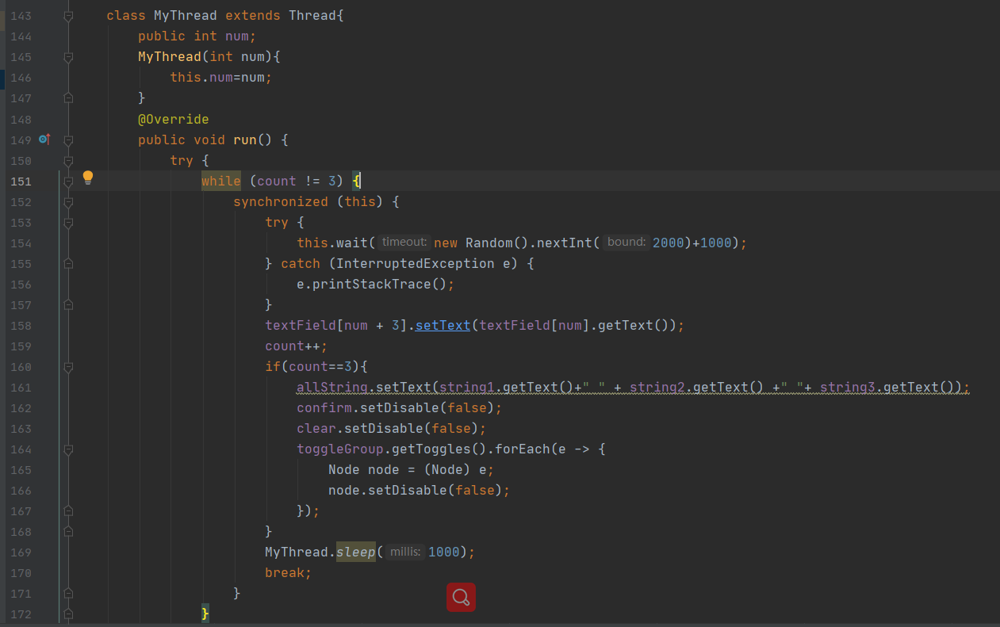 143 class MyThread extends Thread{
144 public int num;
145 MyThread(int num){
146 this.num=num;
147 }
148 @Override
149 public void run() {
150 try {
151 while (count != 3) {
152 synchronized (this) {
153 try {
154 this.wait( timeout: new Random().nextInt( bound: 2000)+1000);
155 } catch (InterruptedException e) {
156 e.printStackTrace();
157 }
158 textField[num + 3].setText(textField[num].getText());
159 count++;
160 if(count==3){
161 allString.setText(string1.getText()+" " + string2.getText() +" "+ string3.getText());
162 confirm.setDisable(false);
163 clear.setDisable(false);
164 toggleGroup.getToggles().forEach(e -> {
165 Node node = (Node) e;
166 node.setDisable(false);
167 });
168 }
169 MyThread.sleep( millis: 1000);
170 break;
171 }
172 }